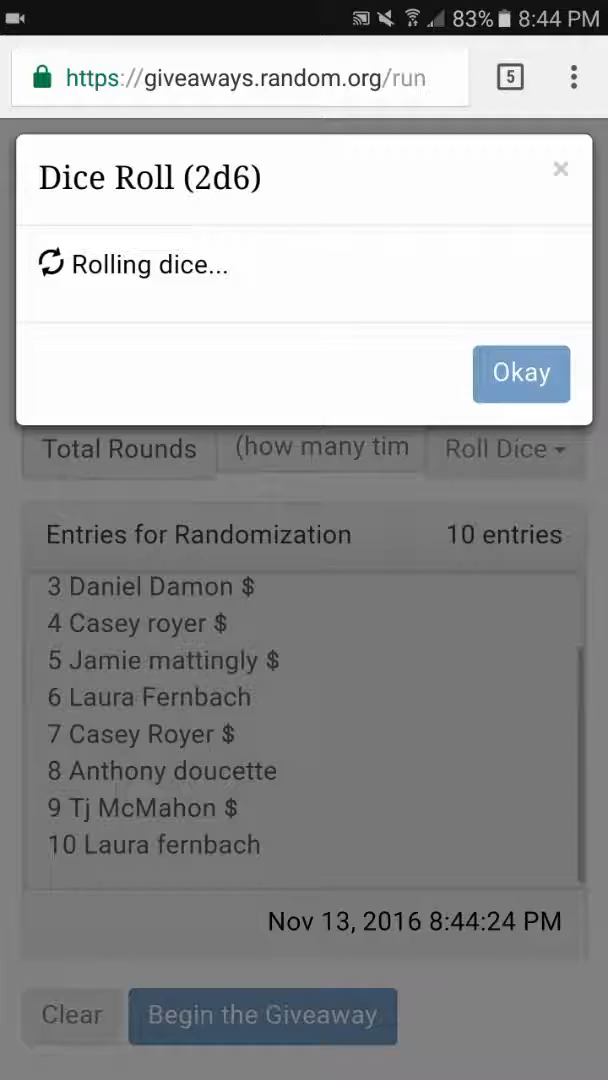 83% 8:44 PM
https://giveaways.random.org/run
5
Dice Roll (2d6)
×
Rolling dice...
Okay
Total Rounds (how many tim Roll Dice
Entries for Randomization 10 entries
3 Daniel Damon $
4 Casey royer $
5 Jamie mattingly $
6 Laura Fernbach
7 Casey Royer $
8 Anthony doucette
9 Tj McMahon $
10 Laura fernbach
Nov 13, 2016 8:44:24 PM
Clear Begin the Giveaway